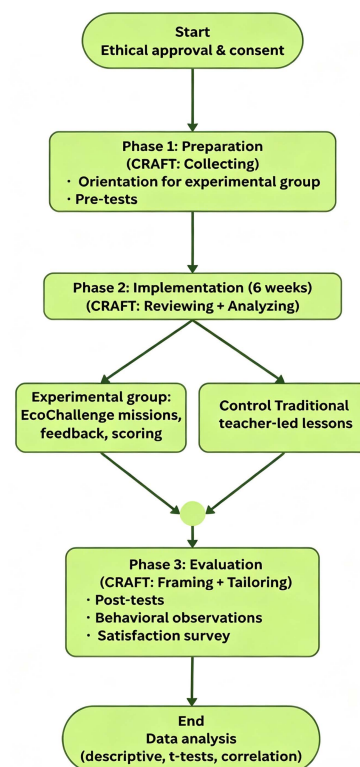 Start
Ethical approval & consent
Phase 1: Preparation
(CRAFT: Collecting)
· Orientation for experimental group
· Pre-tests
Phase 2: Implementation (6 weeks)
(CRAFT: Reviewing + Analyzing)
Experimental group:
EcoChallenge missions,
feedback, scoring
Control Traditional
teacher-led lessons
Phase 3: Evaluation
(CRAFT: Framing + Tailoring)
· Post-tests
· Behavioral observations
· Satisfaction survey
End
Data analysis
(descriptive, t-tests, correlation)